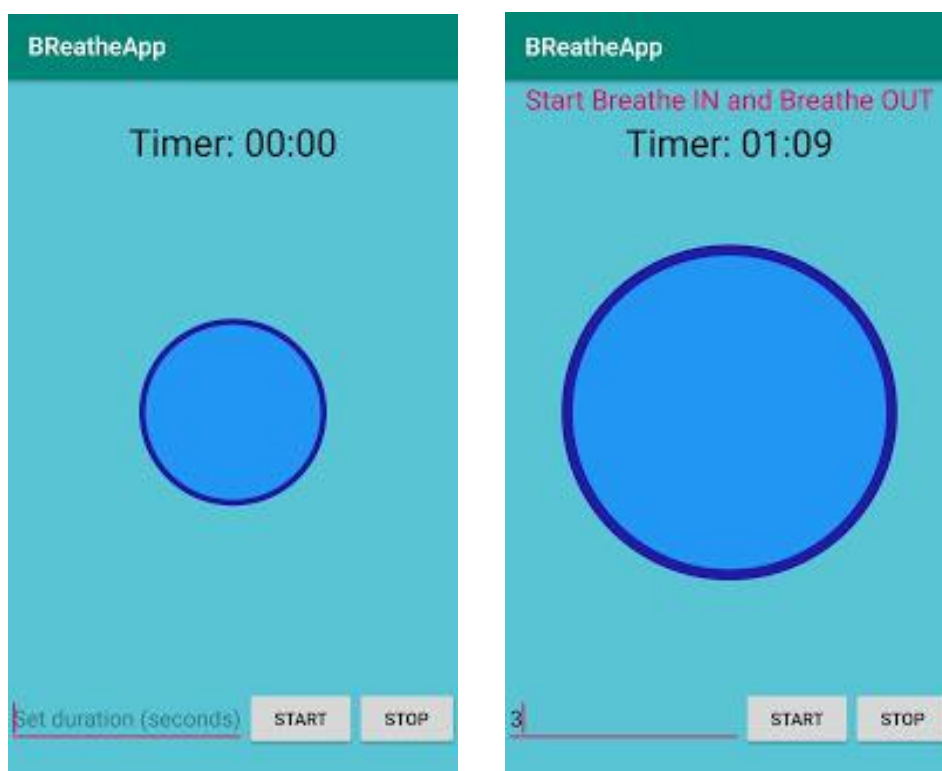 BReatheApp
Timer: 00:00
Set duration (seconds) START STOP
BReatheApp
Start Breathe IN and Breathe OUT
Timer: 01:09
3 START STOP